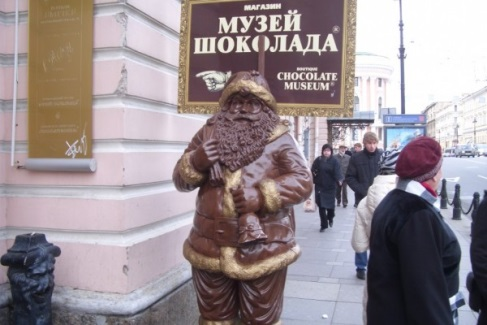 МАГАЗИН
МУЗЕЙ
ШОКОЛАДА®
BOUTIQUE
CHOCOLATE
MUSEUM®